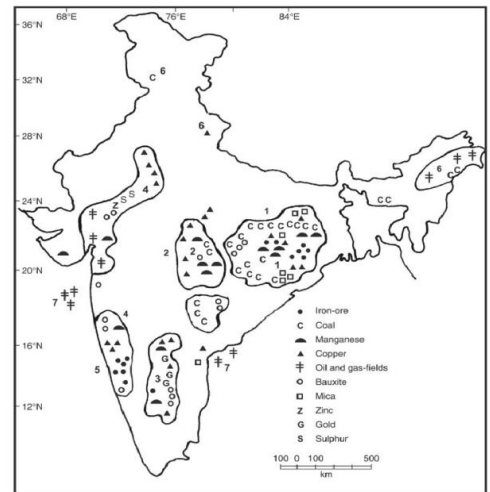 68°E 76°E 84°E
36°N
32°N
28°N
24°N
20°N
16°N
12°N
C 6
6
6
C C
C C
4
S S
Z
1
C C C C C C C
C C C
1
C
C C C C
2
2
C
C
C
C
C C
7
4
5
G
G
G
3
7
Iron-ore
C Coal
Manganese
Copper
Oil and gas-fields
Bauxite
Mica
Z Zinc
G Gold
S Sulphur
100 0 100 500
km